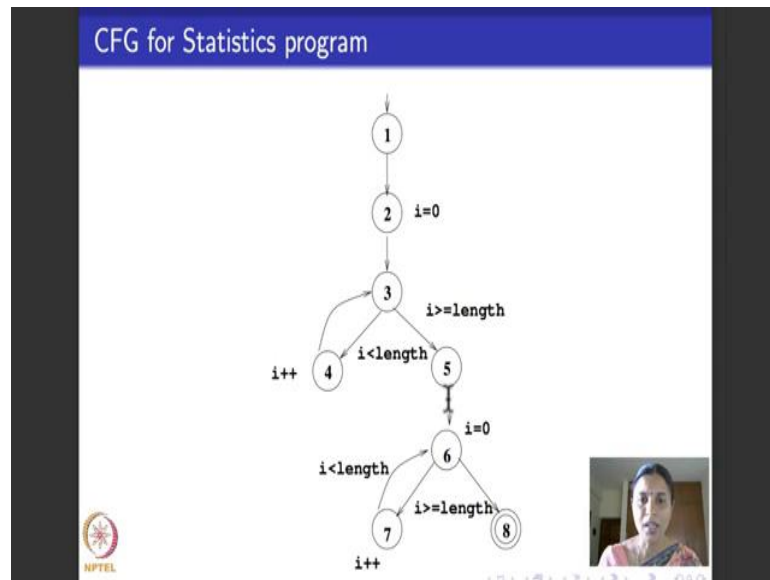 CFG for Statistics program
1
2 i=0
3
i>=length
i<length
i++ 4 5
i=0
6
i<length
i>=length
7 8
i++
NPTEL